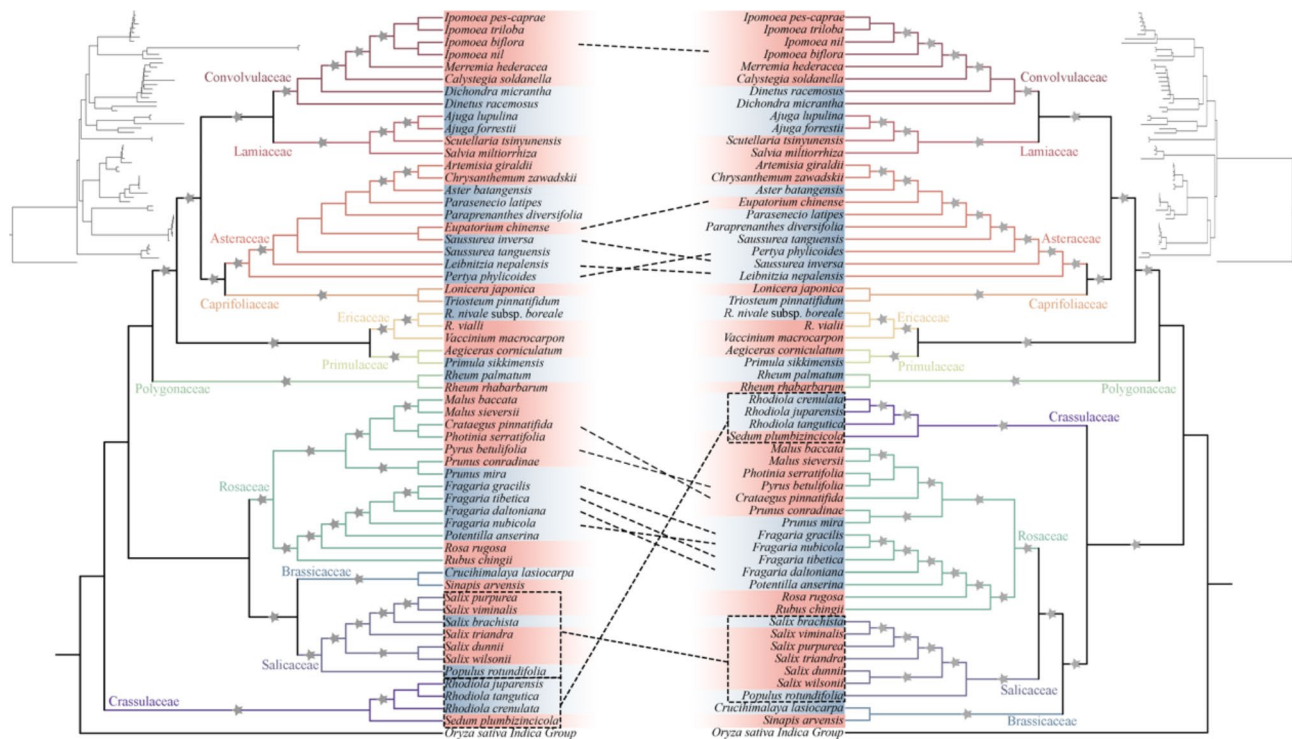 Ipomoea pes-caprae
Ipomoea triloba
Ipomoea biflora
Ipomoea nil
Merremia hederacea
Calystegia soldanella
Convolvulaceae
Dichondra micrantha
Dinetus racemosus
Ajuga lupulina
Ajuga forrestii
Scutellaria tsinyunensis
Lamiaceae
Salvia miltiorrhiza
Artemisia giraldii
Chrysanthemum zawadskii
Aster batangensis
Parasenecio latipes
Paraprenanthes diversifolia
Eupatorium chinense
Asteraceae
Saussurea inversa
Saussurea tanguensis
Leibnitzia nepalensis
Pertya phylicoides
Lonicera japonica
Caprifoliaceae
Triosteum pinnatifidum
Ericaceae
R. nivale subsp. boreale
R. vialli
Vaccinium macrocarpon
Aegiceras corniculatum
Primulaceae
Primula sikkimensis
Rheum palmatum
Polygonaceae
Rheum rhabarbarum
Malus baccata
Malus sieversii
Crataegus pinnatifida
Photinia serratifolia
Pyrus betulifolia
Prunus conradinae
Prunus mira
Rosaceae
Fragaria gracilis
Fragaria tibetica
Fragaria daltoniana
Fragaria nubicola
Potentilla anserina
Rosa rugosa
Rubus chingii
Brassicaceae
Crucihimalaya lasiocarpa
Sinapis arvensis
Salix purpurea
Salix viminalis
Salix brachista
Salix triandra
Salix dunnii
Salix wilsonii
Salicaceae
Populus rotundifolia
Rhodiola juparensis
Rhodiola tangutica
Crassulaceae
Rhodiola crenulata
Sedum plumbizincicola
Oryza sativa Indica Group
Ipomoea pes-caprae
Ipomoea triloba
Ipomoea nil
Ipomoea biflora
Merremia hederacea
Calystegia soldanella
Convolvulaceae
Dinetus racemosus
Dichondra micrantha
Ajuga lupulina
Ajuga forrestii
Scutellaria tsinyunensis
Salvia miltiorrhiza
Lamiaceae
Artemisia giraldii
Chrysanthemum zawadskii
Aster batangensis
Eupatorium chinense
Parasenecio latipes
Paraprenanthes diversifolia
Saussurea tanguensis
Asteraceae
Pertya phylicoides
Saussurea inversa
Leibnitzia nepalensis
Lonicera japonica
Triosteum pinnatifidum
Caprifoliaceae
R. nivale subsp. boreale
Ericaceae
R. vialii
Vaccinium macrocarpon
Aegiceras corniculatum
Primula sikkimensis
Primulaceae
Rheum palmatum
Rheum rhabarbarum
Polygonaceae
Rhodiola crenulata
Rhodiola juparensis
Crassulaceae
Rhodiola tangutica
Sedum plumbizincicola
Malus baccata
Malus sieversii
Photinia serratifolia
Pyrus betulifolia
Crataegus pinnatifida
Prunus conradinae
Prunus mira
Fragaria gracilis
Rosaceae
Fragaria nubicola
Fragaria tibetica
Fragaria daltoniana
Potentilla anserina
Rosa rugosa
Rubus chingii
Salix brachista
Salix viminalis
Salix purpurea
Salix triandra
Salix dunnii
Salix wilsonii
Salicaceae
Populus rotundifolia
Crucihimalaya lasiocarpa
Sinapis arvensis
Brassicaceae
Oryza sativa Indica Group